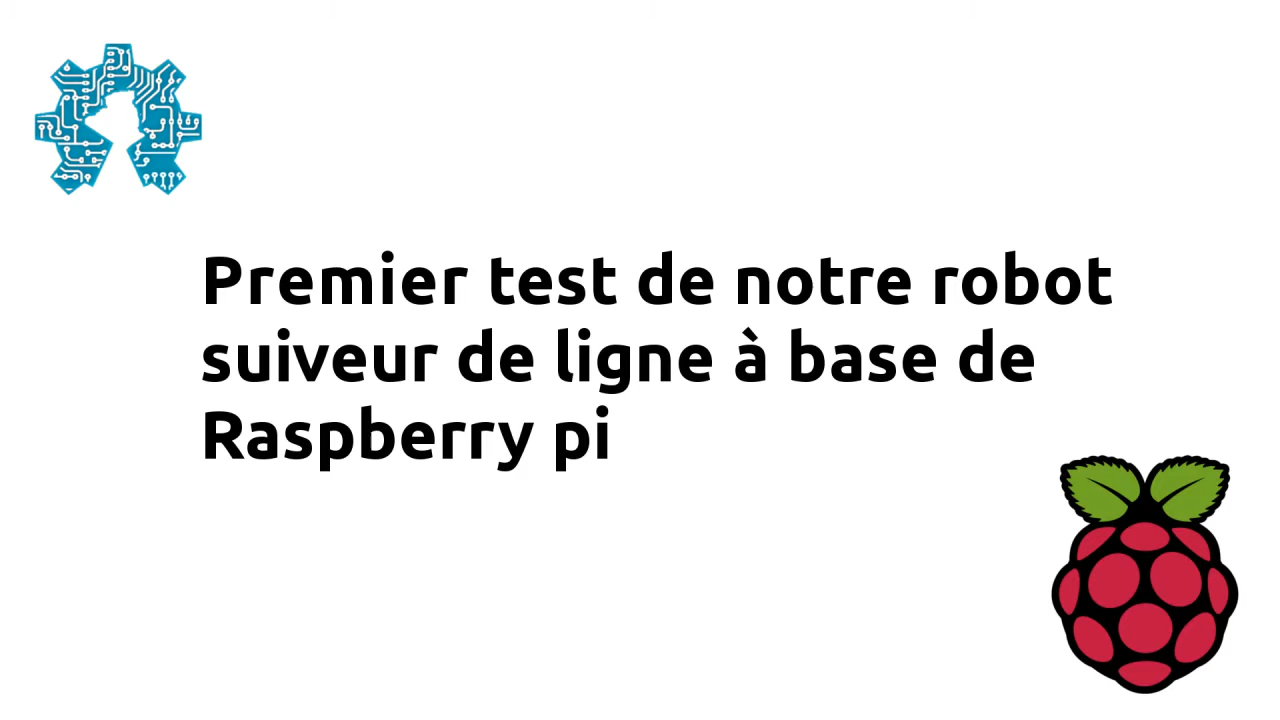 Premier test de notre robot
suiveur de ligne à base de
Raspberry pi